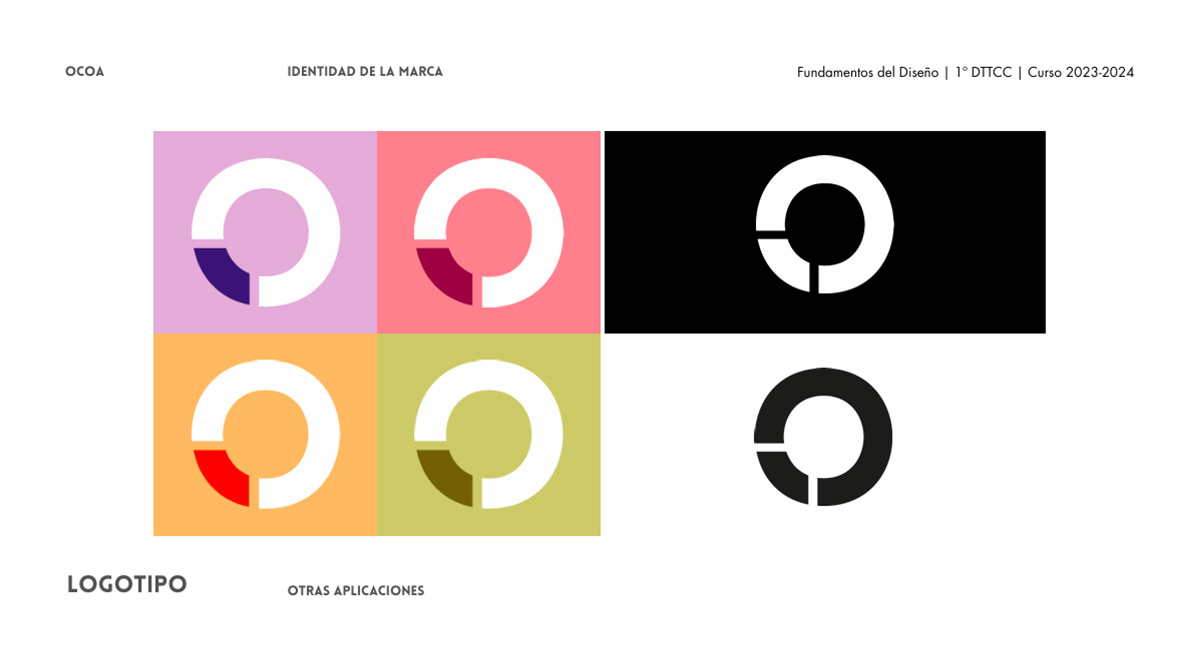 OCOA
IDENTIDAD DE LA MARCA
Fundamentos del Diseño | 1º DTTCC | Curso 2023-2024
LOGOTIPO
OTRAS APLICACIONES